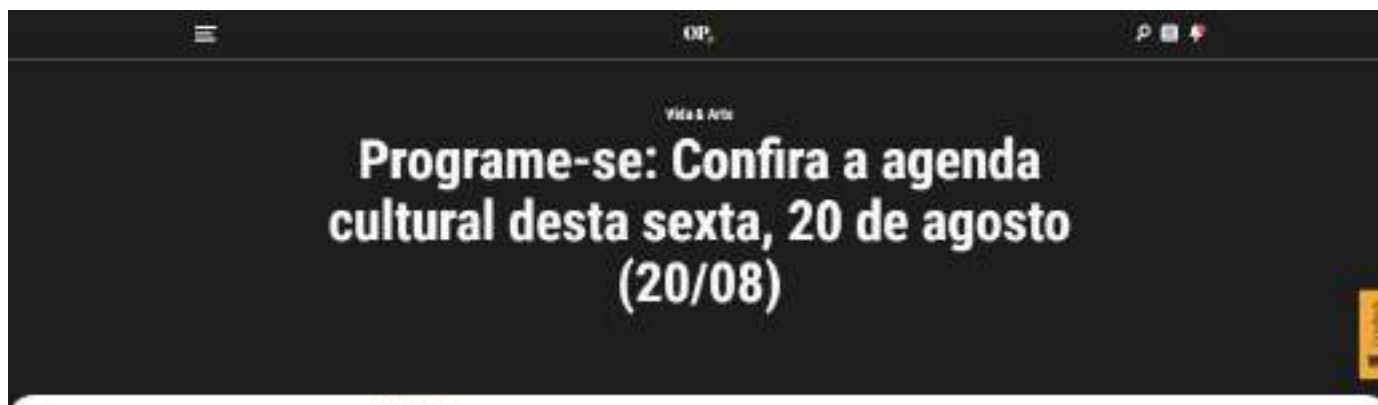 OP.
Vida & Arte
Programe-se: Confira a agenda
cultural desta sexta, 20 de agosto
(20/08)